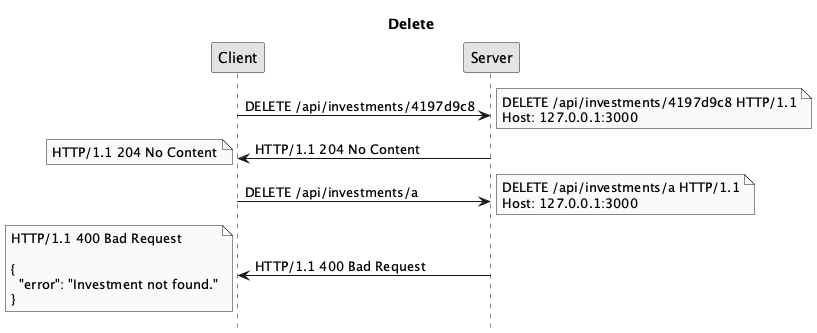 Delete
Client
Server
DELETE /api/investments/4197d9c8
DELETE /api/investments/4197d9c8 HTTP/1.1
Host: 127.0.0.1:3000
HTTP/1.1 204 No Content
HTTP/1.1 204 No Content
DELETE /api/investments/a
DELETE /api/investments/a HTTP/1.1
Host: 127.0.0.1:3000
HTTP/1.1 400 Bad Request
{
"error": "Investment not found."
}
HTTP/1.1 400 Bad Request